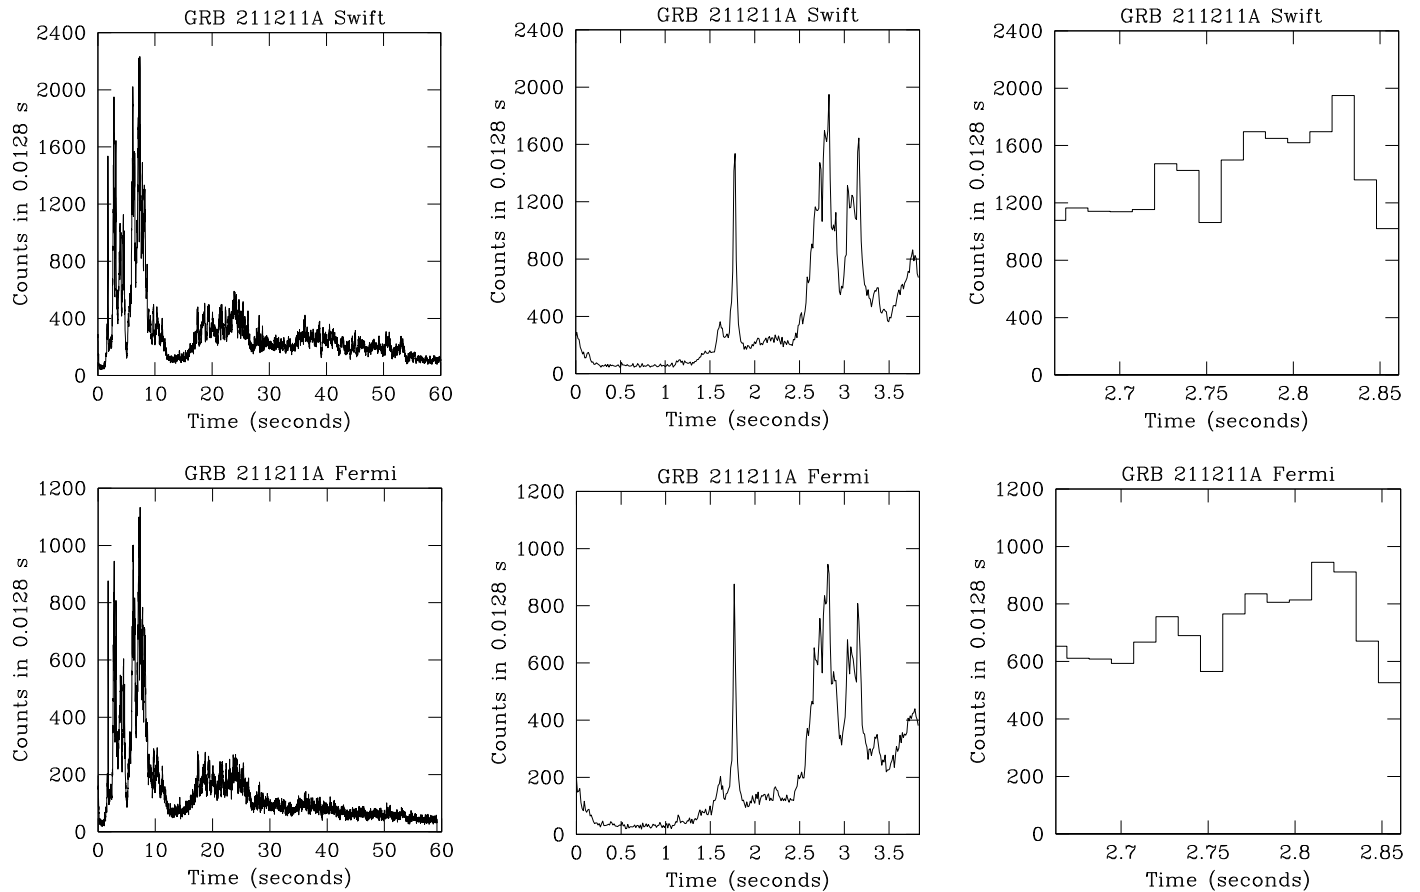 GRB 211211A Swift
2400
2000
1600
1200
800
400
0
Counts in 0.0128 s
0 10 20 30 40 50 60
Time (seconds)
GRB 211211A Swift
2400
2000
1600
1200
800
400
0
Counts in 0.0128 s
0 0.5 1 1.5 2 2.5 3 3.5
Time (seconds)
GRB 211211A Swift
2400
2000
1600
1200
800
400
0
Counts in 0.0128 s
2.7 2.75 2.8 2.85
Time (seconds)
GRB 211211A Fermi
1200
1000
800
600
400
200
0
Counts in 0.0128 s
0 10 20 30 40 50 60
Time (seconds)
GRB 211211A Fermi
1200
1000
800
600
400
200
0
Counts in 0.0128 s
0 0.5 1 1.5 2 2.5 3 3.5
Time (seconds)
GRB 211211A Fermi
1200
1000
800
600
400
200
0
Counts in 0.0128 s
2.7 2.75 2.8 2.85
Time (seconds)